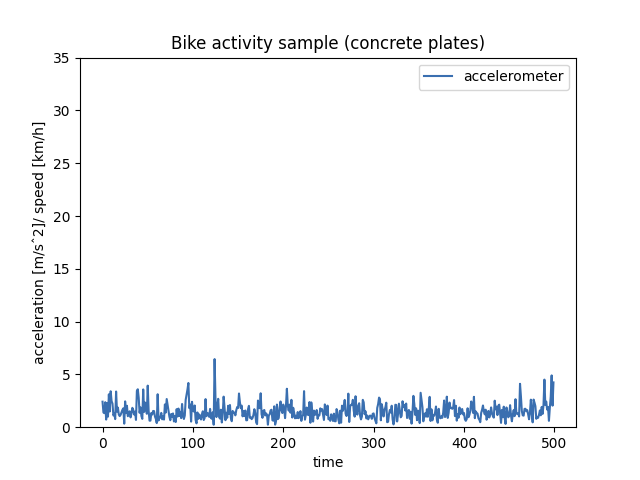 Bike activity sample (concrete plates)
accelerometer
35
30
25
20
15
10
5
0
acceleration [m/sˆ2]/ speed [km/h]
0 100 200 300 400 500
time